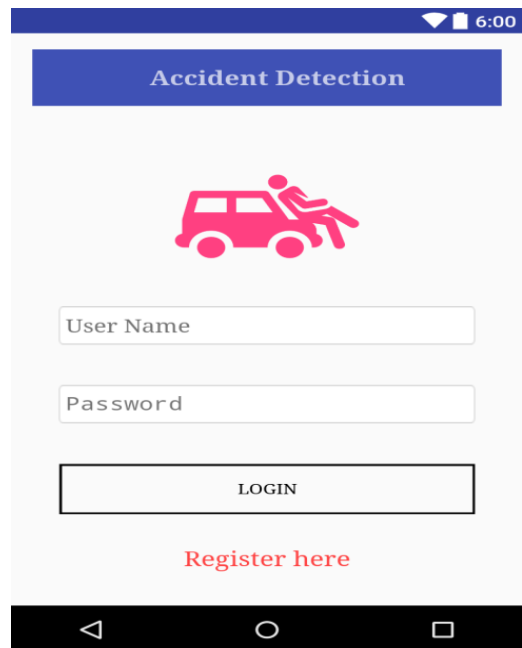 6:00
Accident Detection
User Name
Password
LOGIN
Register here